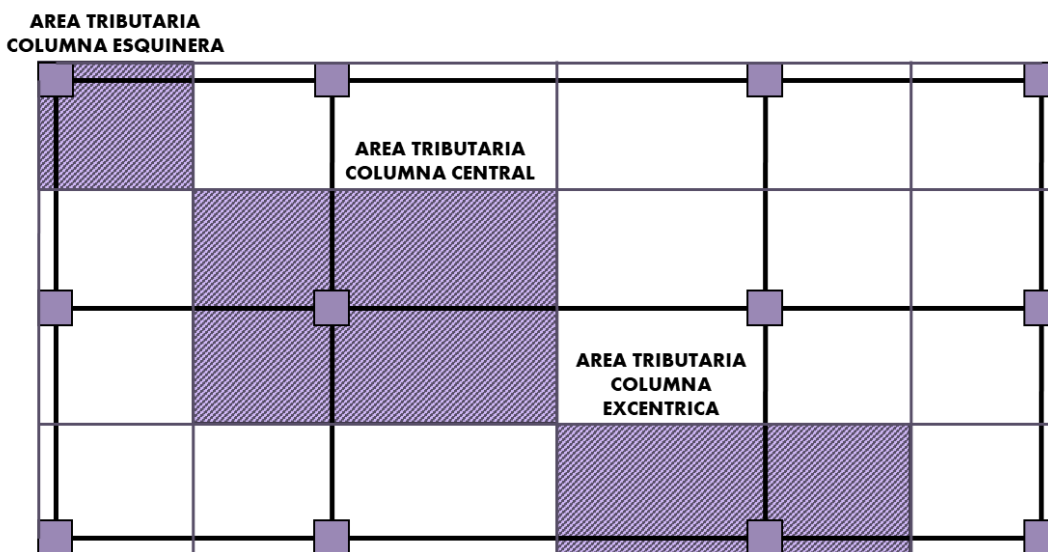 AREA TRIBUTARIA
COLUMNA ESQUINERA
AREA TRIBUTARIA
COLUMNA CENTRAL
AREA TRIBUTARIA
COLUMNA
EXCENTRICA